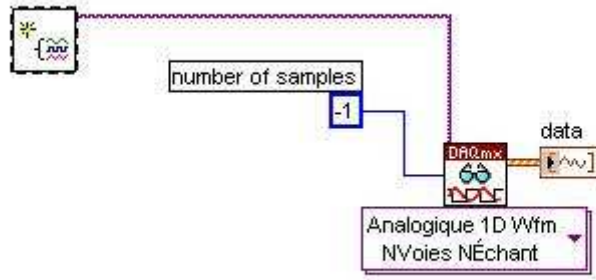 number of samples
-1
data
DAQmx
Analogique 1D Wfm
NVoies NÉchant